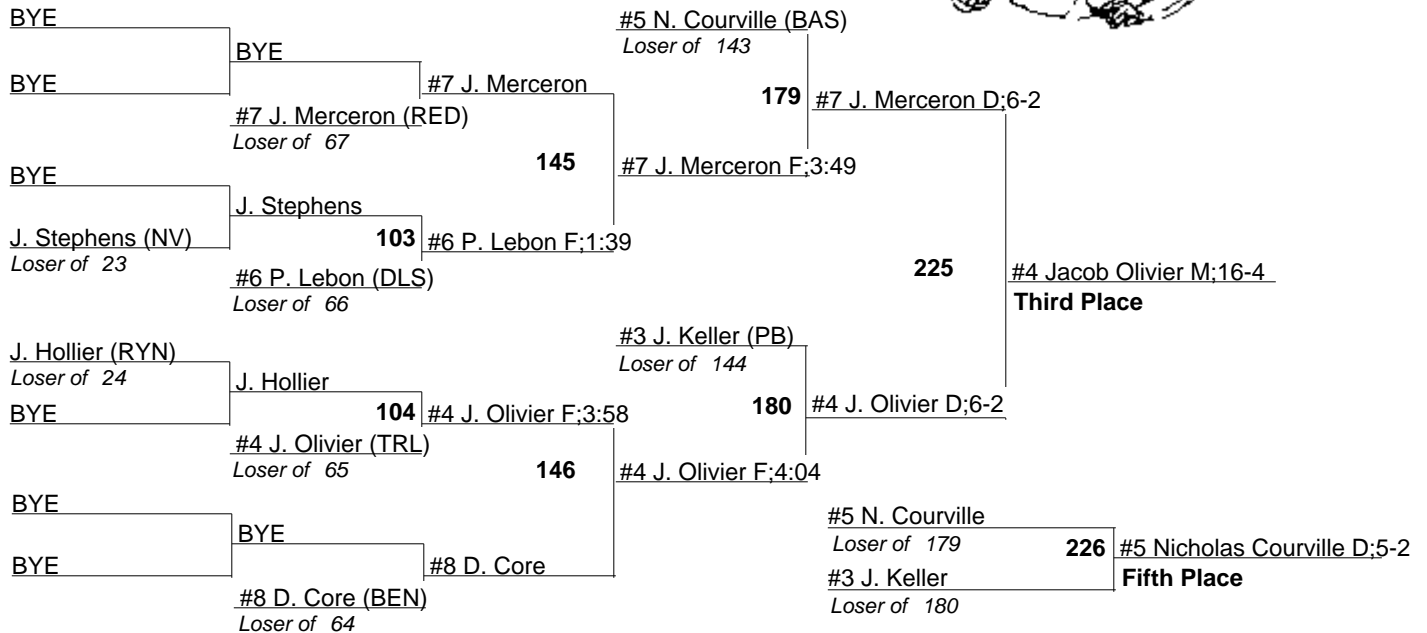 BYE
BYE
BYE
#7 J. Merceron (RED)
Loser of 67
#7 J. Merceron
BYE
J. Stephens (NV)
Loser of 23
J. Stephens
103
#6 P. Lebon (DLS)
Loser of 66
#6 P. Lebon F;1:39
145
#5 N. Courville (BAS)
Loser of 143
179
#7 J. Merceron F;3:49
#7 J. Merceron D;6-2
J. Hollier (RYN)
Loser of 24
BYE
J. Hollier
104
#4 J. Olivier (TRL)
Loser of 65
#4 J. Olivier F;3:58
146
BYE
BYE
BYE
#8 D. Core (BEN)
Loser of 64
#8 D. Core
#3 J. Keller (PB)
Loser of 144
180
#4 J. Olivier F;4:04
#4 J. Olivier D;6-2
225
#4 Jacob Olivier M;16-4
Third Place
#5 N. Courville
Loser of 179
226
#3 J. Keller
Loser of 180
#5 Nicholas Courville D;5-2
Fifth Place